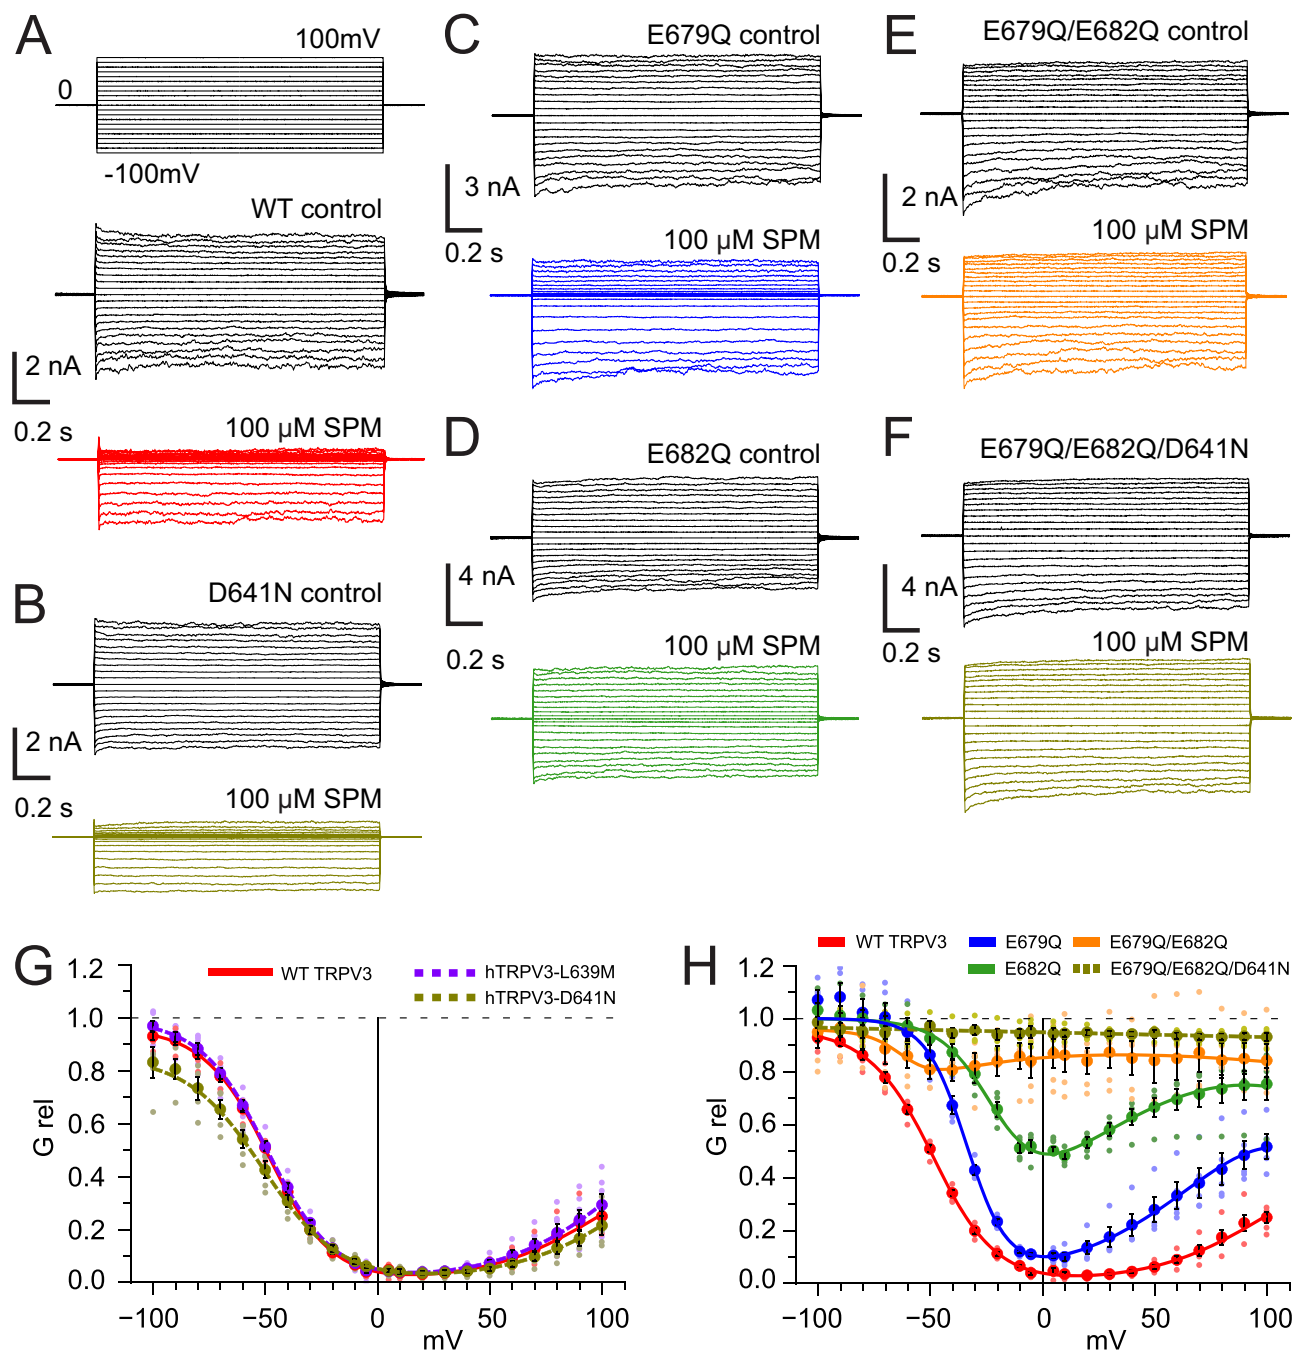 A
100mV
0
-100mV
WT control
2 nA
0.2 s
100 µM SPM
B
D641N control
2 nA
0.2 s
100 µM SPM
C
E679Q control
3 nA
0.2 s
100 µM SPM
D
E682Q control
4 nA
0.2 s
100 µM SPM
E
E679Q/E682Q control
2 nA
0.2 s
100 µM SPM
F
E679Q/E682Q/D641N
4 nA
0.2 s
100 µM SPM
G
WT TRPV3
hTRPV3-L639M
hTRPV3-D641N
G rel
1.2
1.0
0.8
0.6
0.4
0.2
0.0
−100
−50
0
50
100
mV
H
WT TRPV3
E679Q
E679Q/E682Q
E682Q
E679Q/E682Q/D641N
G rel
1.2
1.0
0.8
0.6
0.4
0.2
0.0
−100
−50
0
50
100
mV